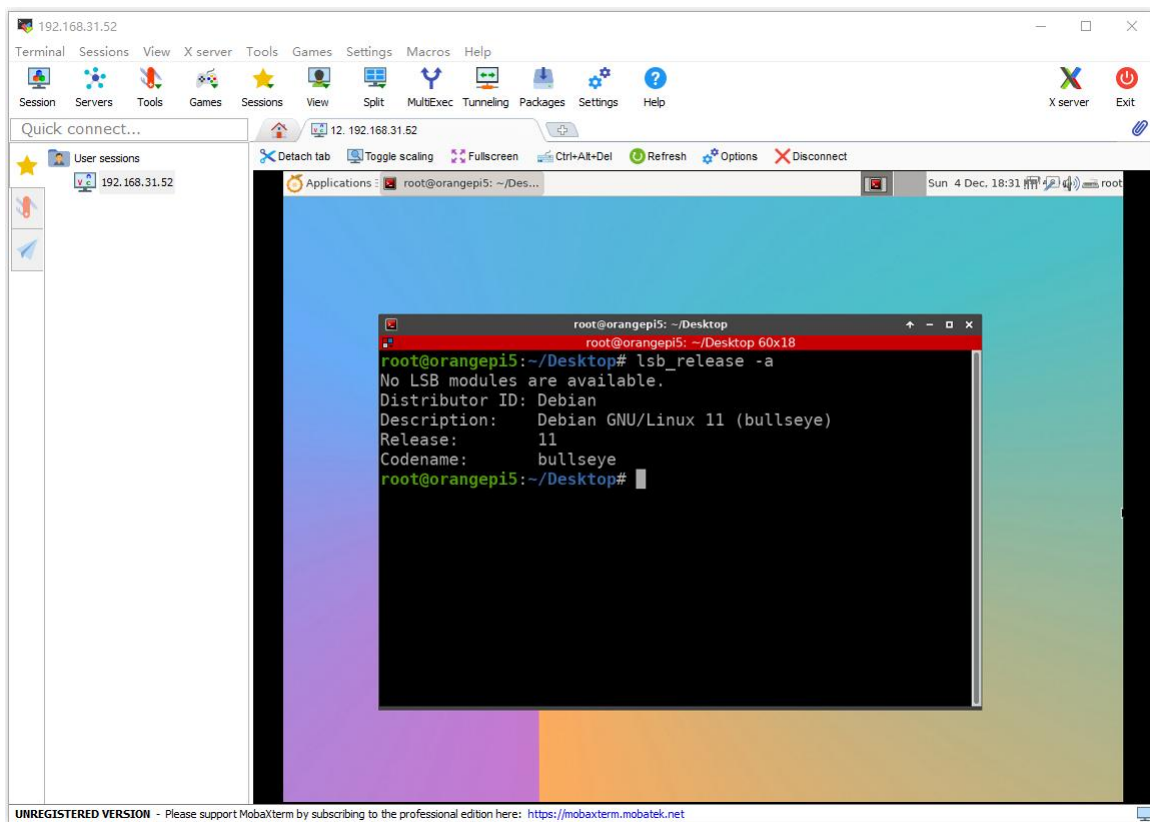 192.168.31.52
Terminal Sessions View X server Tools Games Settings Macros Help
Session Servers Tools Games Sessions View Split MultiExec Tunneling Packages Settings Help X server Exit
Quick connect...
12. 192.168.31.52
User sessions
192.168.31.52
Detach tab Toggle scaling Fullscreen Ctrl+Alt+Del Refresh Options Disconnect
Applications root@orangepi5: ~/Des... Sun 4 Dec, 18:31 root
root@orangepi5: ~/Desktop
root@orangepi5: ~/Desktop 60x18
root@orangepi5:~/Desktop# lsb_release -a
No LSB modules are available.
Distributor ID: Debian
Description: Debian GNU/Linux 11 (bullseye)
Release: 11
Codename: bullseye
root@orangepi5:~/Desktop#
UNREGISTERED VERSION - Please support MobaXterm by subscribing to the professional edition here: https://mobaxterm.mobatek.net